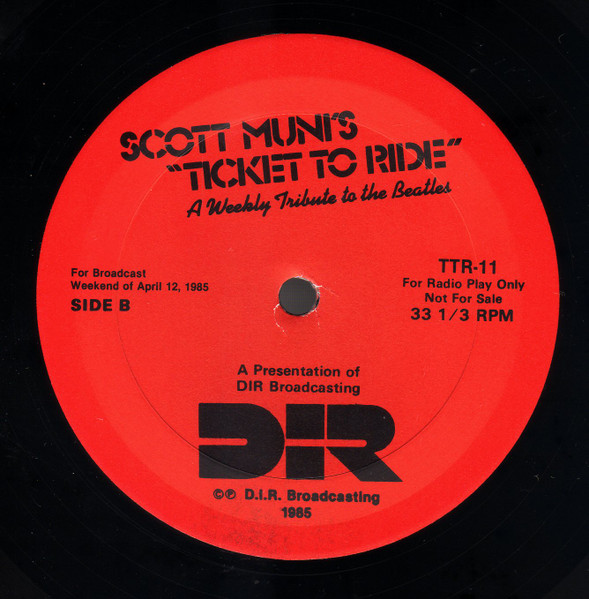 SCOTT MUNI'S
"TICKET TO RIDE"
A Weekly Tribute to the Beatles
For Broadcast
Weekend of April 12, 1985
SIDE B
TTR-11
For Radio Play Only
Not For Sale
33 1/3 RPM
A Presentation of
DIR Broadcasting
DIR
©℗ D.I.R. Broadcasting
1985